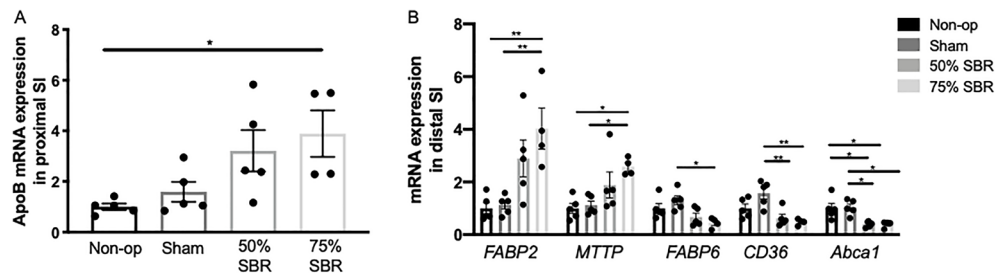 A
ApoB mRNA expression
in proximal SI
8
6
4
2
0
*
Non-op
Sham
50%
SBR
75%
SBR
B
mRNA expression
in distal SI
8
6
4
2
0
**
**
*
*
*
**
**
*
*
*
*
FABP2
MTTP
FABP6
CD36
Abca1
Non-op
Sham
50% SBR
75% SBR